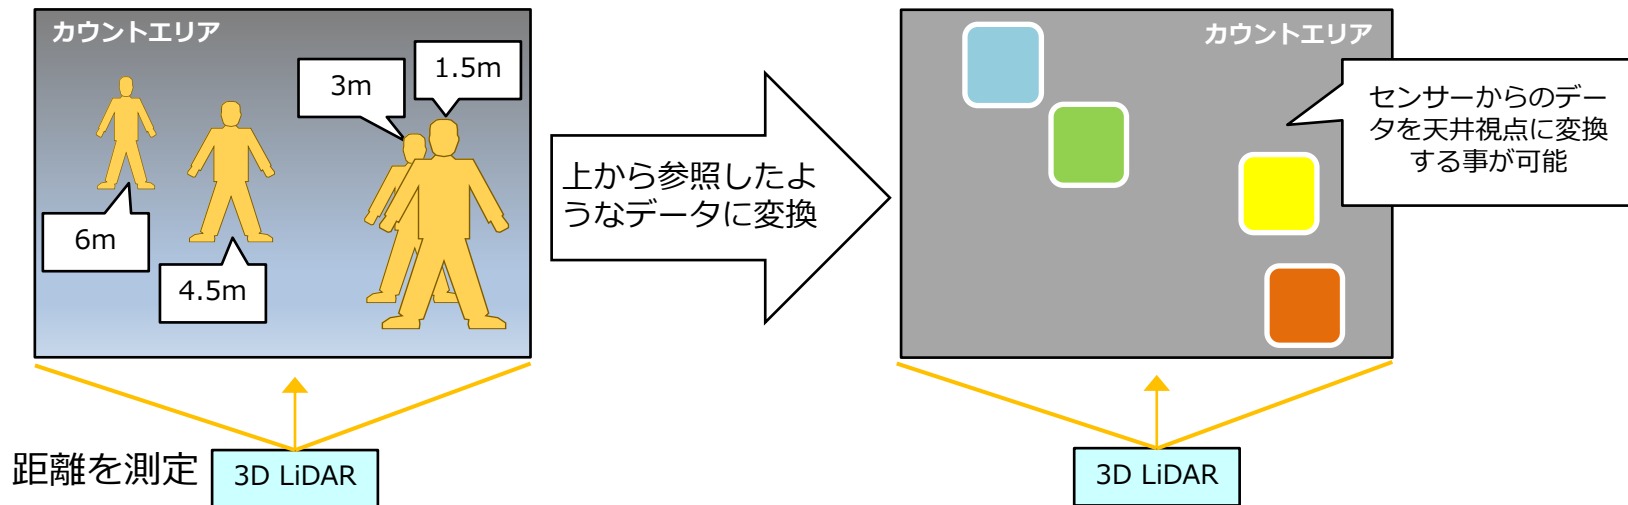 カウントエリア
3m
1.5m
6m
4.5m
距離を測定
3D LiDAR
上から参照したよ
うなデータに変換
カウントエリア
センサーからのデー
タを天井視点に変換
する事が可能
3D LiDAR